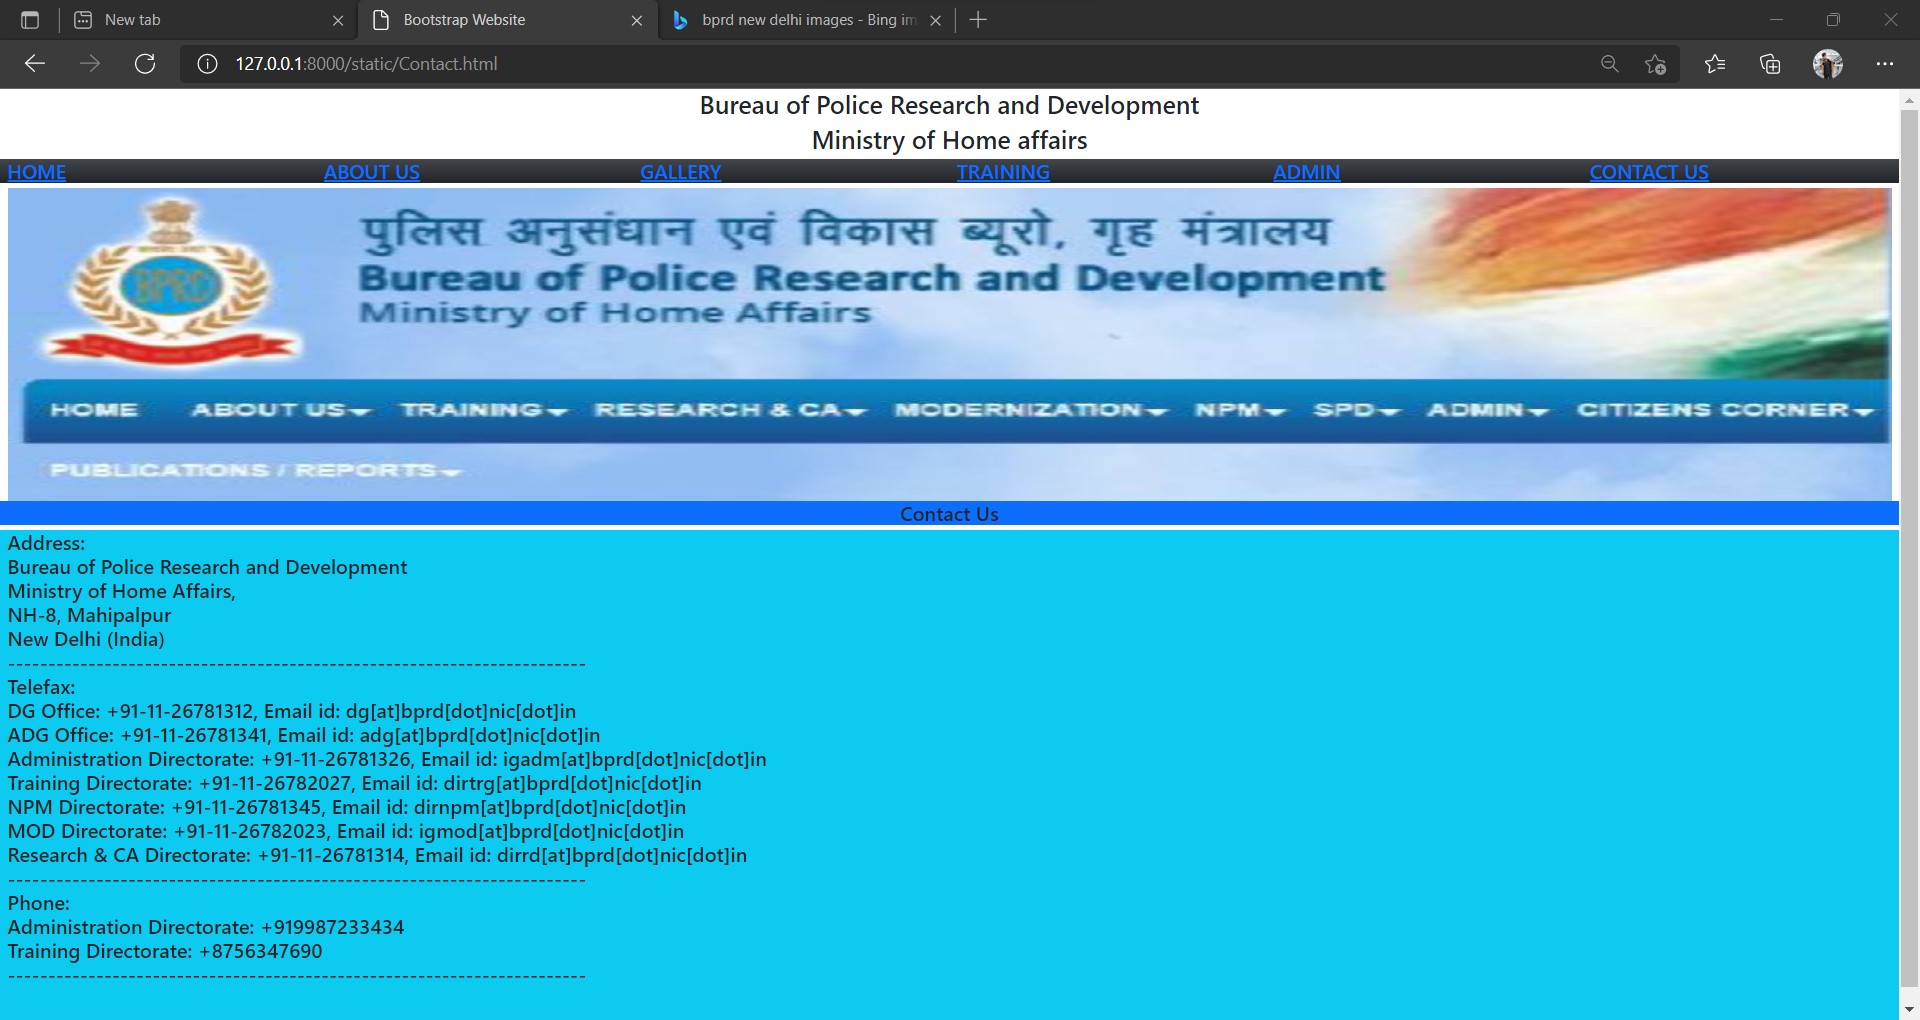 New tab
Bootstrap Website
bprd new delhi images - Bing im
127.0.0.1:8000/static/Contact.html
Bureau of Police Research and Development
Ministry of Home affairs
HOME ABOUT US GALLERY TRAINING ADMIN CONTACT US
पुलिस अनुसंधान एवं विकास ब्यूरो, गृह मंत्रालय
Bureau of Police Research and Development
Ministry of Home Affairs
BPRD
HOME ABOUT US TRAINING RESEARCH & CA MODERNIZATION NPM SPD ADMIN CITIZENS CORNER
PUBLICATIONS / REPORTS
Contact Us
Address:
Bureau of Police Research and Development
Ministry of Home Affairs,
NH-8, Mahipalpur
New Delhi (India)
------------------------------------------------------------------------
Telefax:
DG Office: +91-11-26781312, Email id: dg[at]bprd[dot]nic[dot]in
ADG Office: +91-11-26781341, Email id: adg[at]bprd[dot]nic[dot]in
Administration Directorate: +91-11-26781326, Email id: igadm[at]bprd[dot]nic[dot]in
Training Directorate: +91-11-26782027, Email id: dirtrg[at]bprd[dot]nic[dot]in
NPM Directorate: +91-11-26781345, Email id: dirnpm[at]bprd[dot]nic[dot]in
MOD Directorate: +91-11-26782023, Email id: igmod[at]bprd[dot]nic[dot]in
Research & CA Directorate: +91-11-26781314, Email id: dirrd[at]bprd[dot]nic[dot]in
------------------------------------------------------------------------
Phone:
Administration Directorate: +919987233434
Training Directorate: +8756347690
------------------------------------------------------------------------